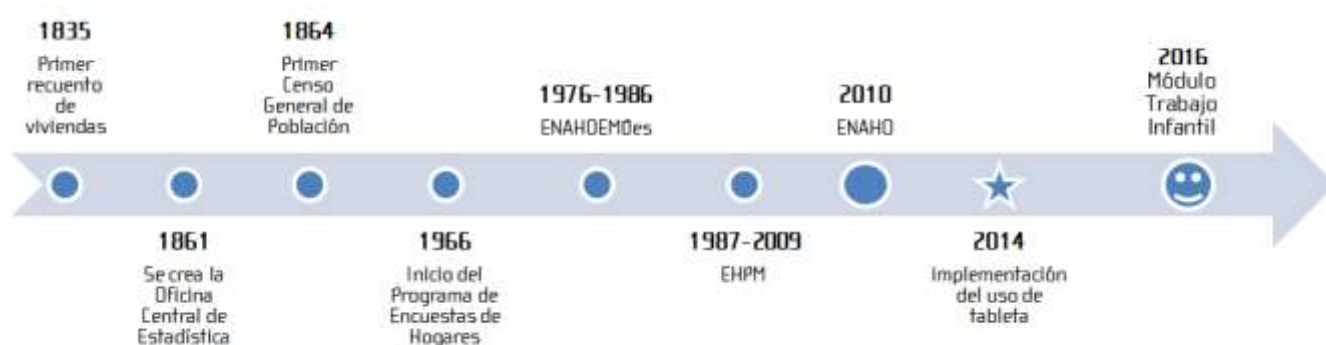 1835
Primer
recuento
de
viviendas
1861
Se crea la
Oficina
Central de
Estadística
1864
Primer
Censo
General de
Población
1966
Inicio del
Programa de
Encuestas de
Hogares
1976-1986
ENAHOEMDes
1987-2009
EHPM
2010
ENAHO
2014
Implementación
del uso de
tableta
2016
Módulo
Trabajo
Infantil